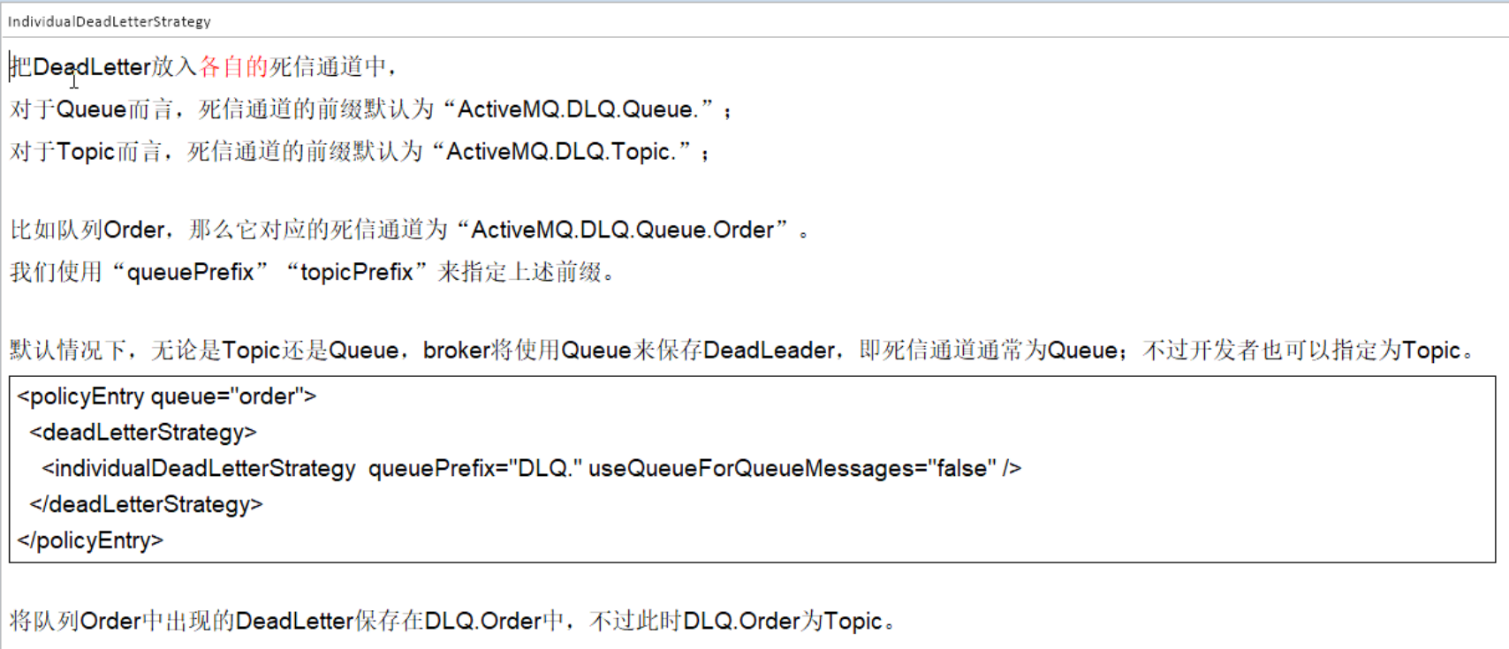 IndividualDeadLetterStrategy
把DeadLetter放入各自的死信通道中，
对于Queue而言，死信通道的前缀默认为“ActiveMQ.DLQ.Queue.”；
对于Topic而言，死信通道的前缀默认为“ActiveMQ.DLQ.Topic.”；
比如队列Order，那么它对应的死信通道为“ActiveMQ.DLQ.Queue.Order”。
我们使用“queuePrefix”“topicPrefix”来指定上述前缀。
默认情况下，无论是Topic还是Queue，broker将使用Queue来保存DeadLeader，即死信通道通常为Queue；不过开发者也可以指定为Topic。
<policyEntry queue="order">
<deadLetterStrategy>
<individualDeadLetterStrategy  queuePrefix="DLQ." useQueueForQueueMessages="false" />
</deadLetterStrategy>
</policyEntry>
将队列Order中出现的DeadLetter保存在DLQ.Order中，不过此时DLQ.Order为Topic。